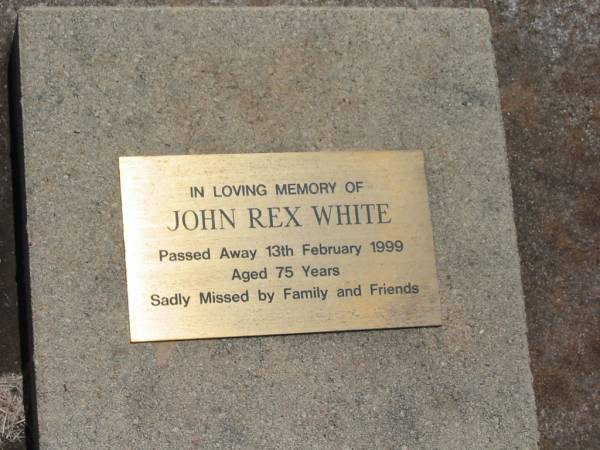 IN LOVING MEMORY OF
JOHN REX WHITE
Passed Away 13th February 1999
Aged 75 Years
Sadly Missed by Family and Friends